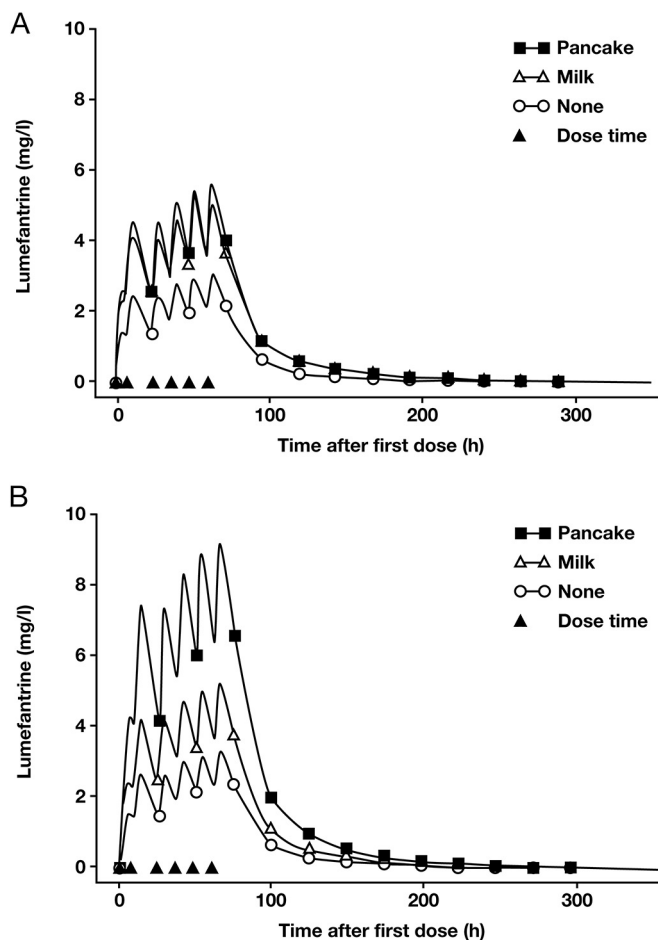 A
10
8
6
4
2
0
Lumefantrine (mg/l)
Pancake
Milk
None
Dose time
0
100
200
300
Time after first dose (h)
B
10
8
6
4
2
0
Lumefantrine (mg/l)
Pancake
Milk
None
Dose time
0
100
200
300
Time after first dose (h)